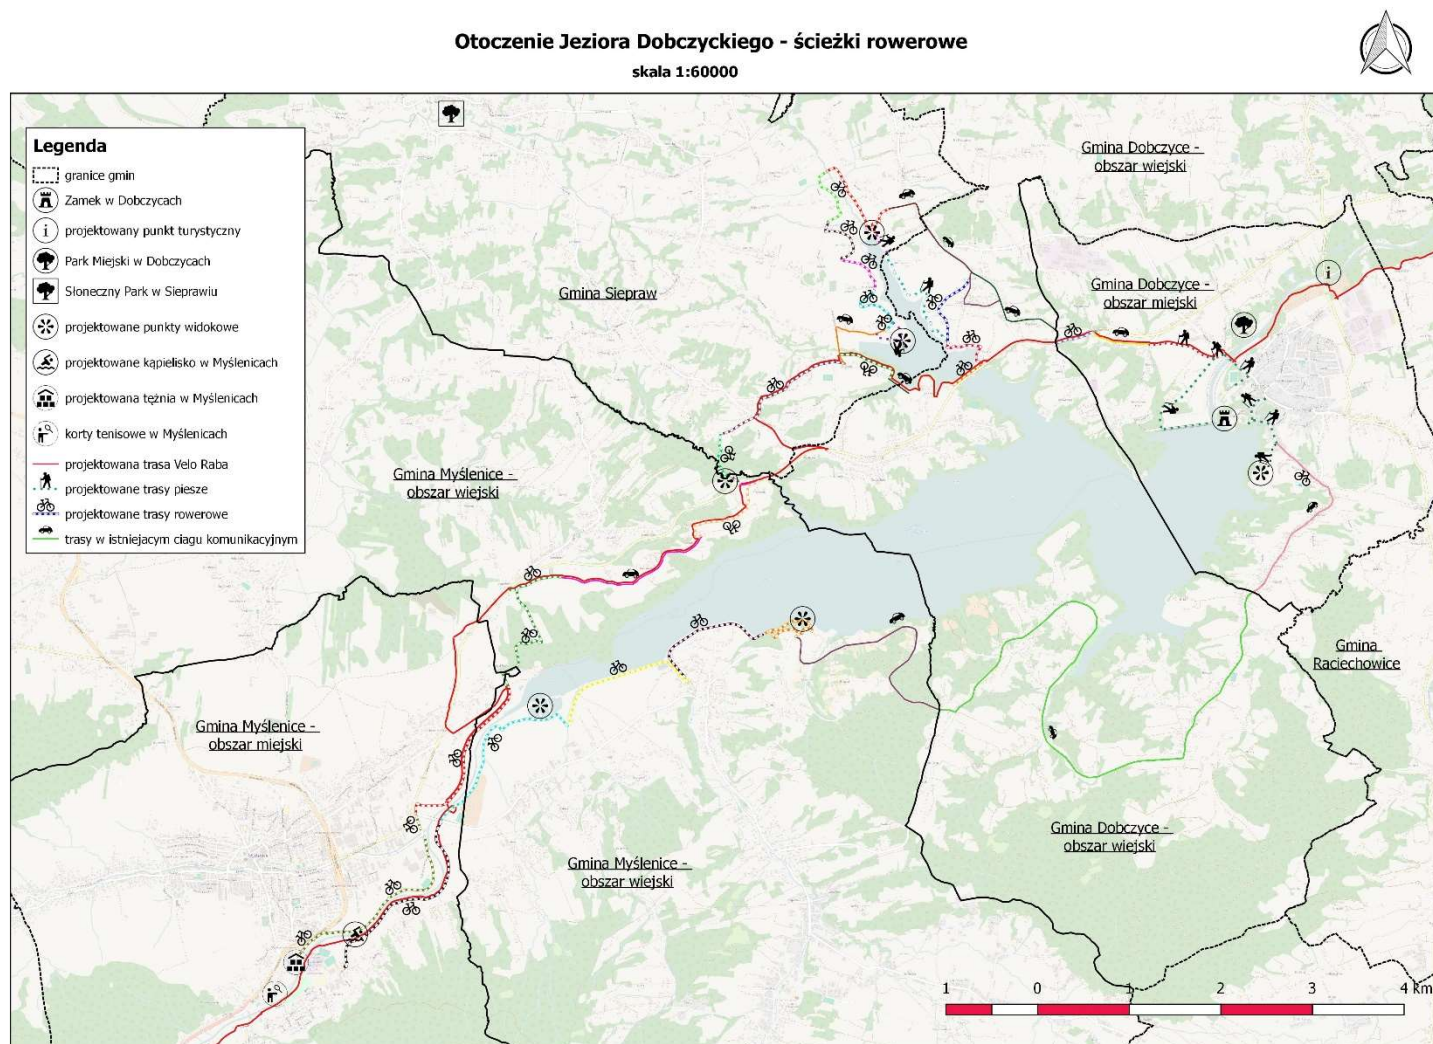 Otoczenie Jeziora Dobczyckiego - ścieżki rowerowe
skala 1:60000
Legenda
granice gmin
Zamek w Dobczycach
i
projektowany punkt turystyczny
Park Miejski w Dobczycach
Słoneczny Park w Sieprawiu
projektowane punkty widokowe
projektowane kąpielisko w Myślenicach
projektowana tężnia w Myślenicach
korty tenisowe w Myślenicach
projektowana trasa Velo Raba
projektowane trasy piesze
projektowane trasy rowerowe
trasy w istniejacym ciagu komunikacyjnym
Gmina Dobczyce -
obszar wiejski
Gmina Siepraw
Gmina Dobczyce -
obszar miejski
i
Gmina Myślenice -
obszar wiejski
Gmina
Raciechowice
Gmina Myślenice -
obszar miejski
Gmina Dobczyce -
obszar wiejski
Gmina Myślenice -
obszar wiejski
1 0 1 2 3 4 km